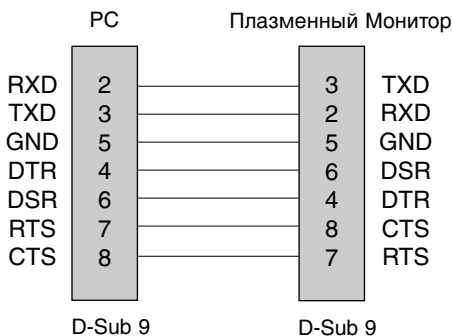 PC Плазменный Монитор
RXD 2 3 TXD
TXD 3 2 RXD
GND 5 5 GND
DTR 4 6 DSR
DSR 6 4 DTR
RTS 7 8 CTS
CTS 8 7 RTS
D-Sub 9 D-Sub 9